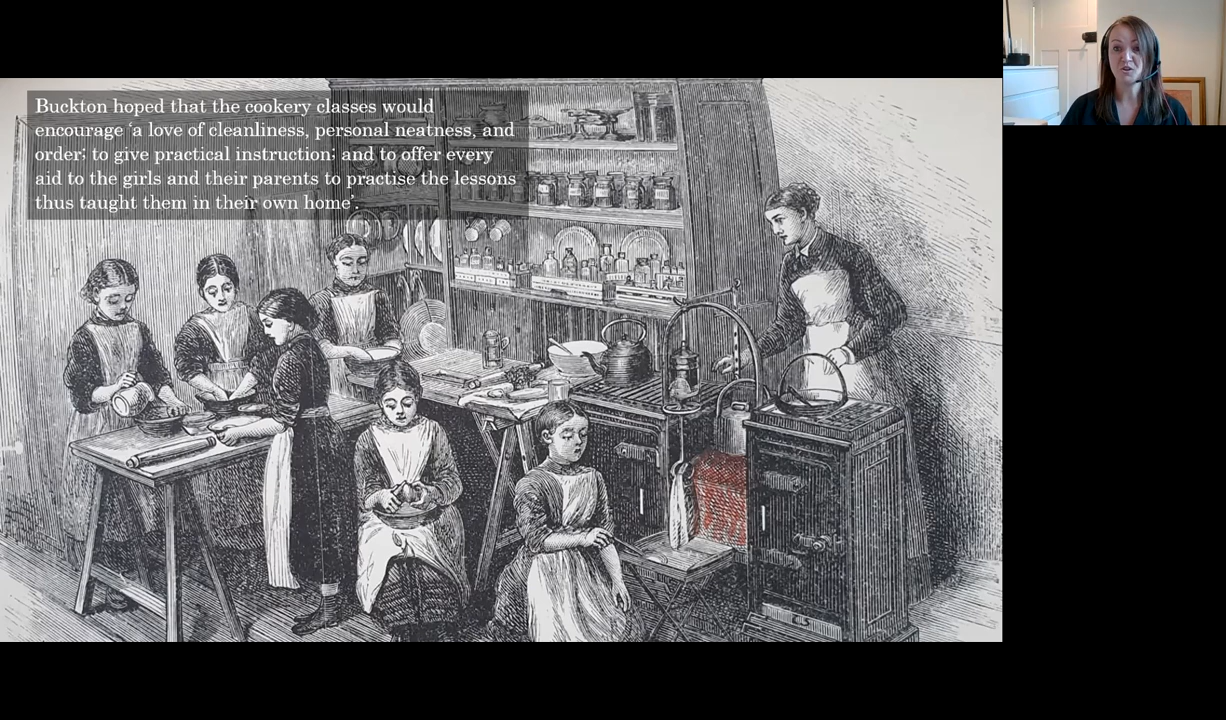 Buckton hoped that the cookery classes would
encourage ‘a love of cleanliness, personal neatness, and
order; to give practical instruction; and to offer every
aid to the girls and their parents to practise the lessons
thus taught them in their own home’.